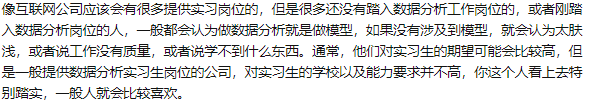 像互联网公司应该会有很多提供实习岗位的，但是很多还没有踏入数据分析工作岗位的，或者刚踏
入数据分析岗位的人，一般都会认为做数据分析就是做模型，如果没有涉及到模型，就会认为太肤
浅，或者说工作没有质量，或者说学不到什么东西。通常，他们对实习生的期望可能会比较高，但
是一般提供数据分析实习生岗位的公司，对实习生的学校以及能力要求并不高，你这个人看上去特
别踏实，一般人就会比较喜欢。